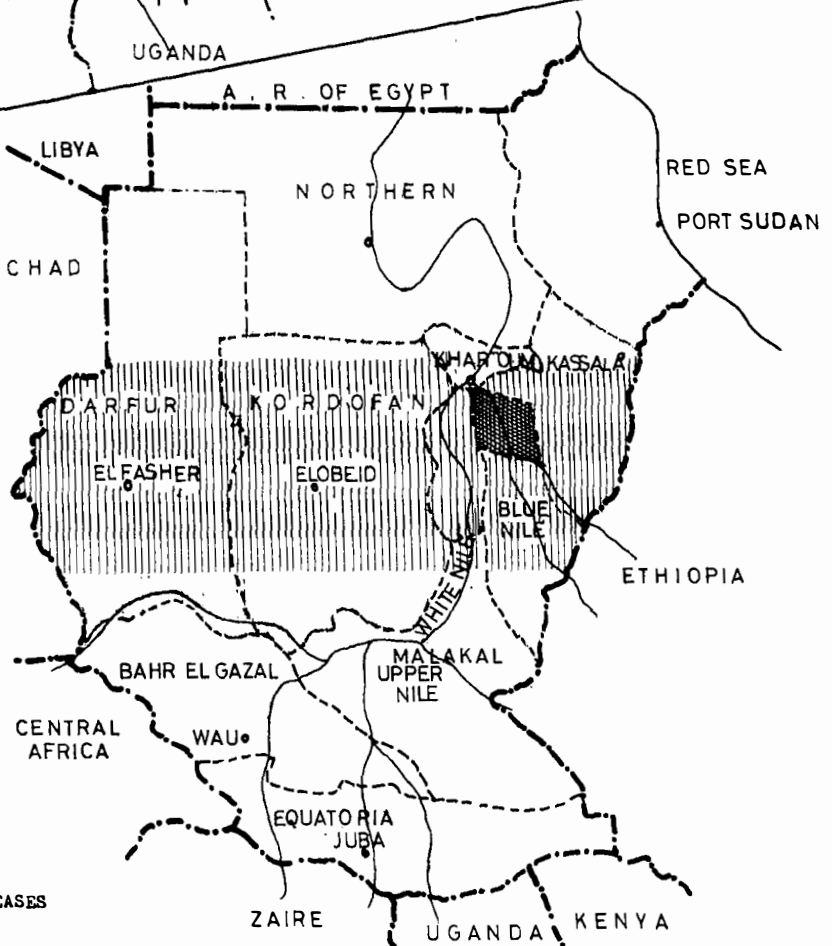 UGANDA
A. R. OF EGYPT
LIBYA
NORTHERN
RED SEA
PORT SUDAN
CHAD
KHARTOUM
KASSALA
DARFUR
KORDOFAN
EL FASHER
ELOBEID
BLUE
NILE
ETHIOPIA
WHITE NILE
MALAKAL
BAHR EL GAZAL
UPPER
NILE
CENTRAL
AFRICA
WAU
EQUATORIA
JUBA
CASES
ZAIRE
UGANDA
KENYA